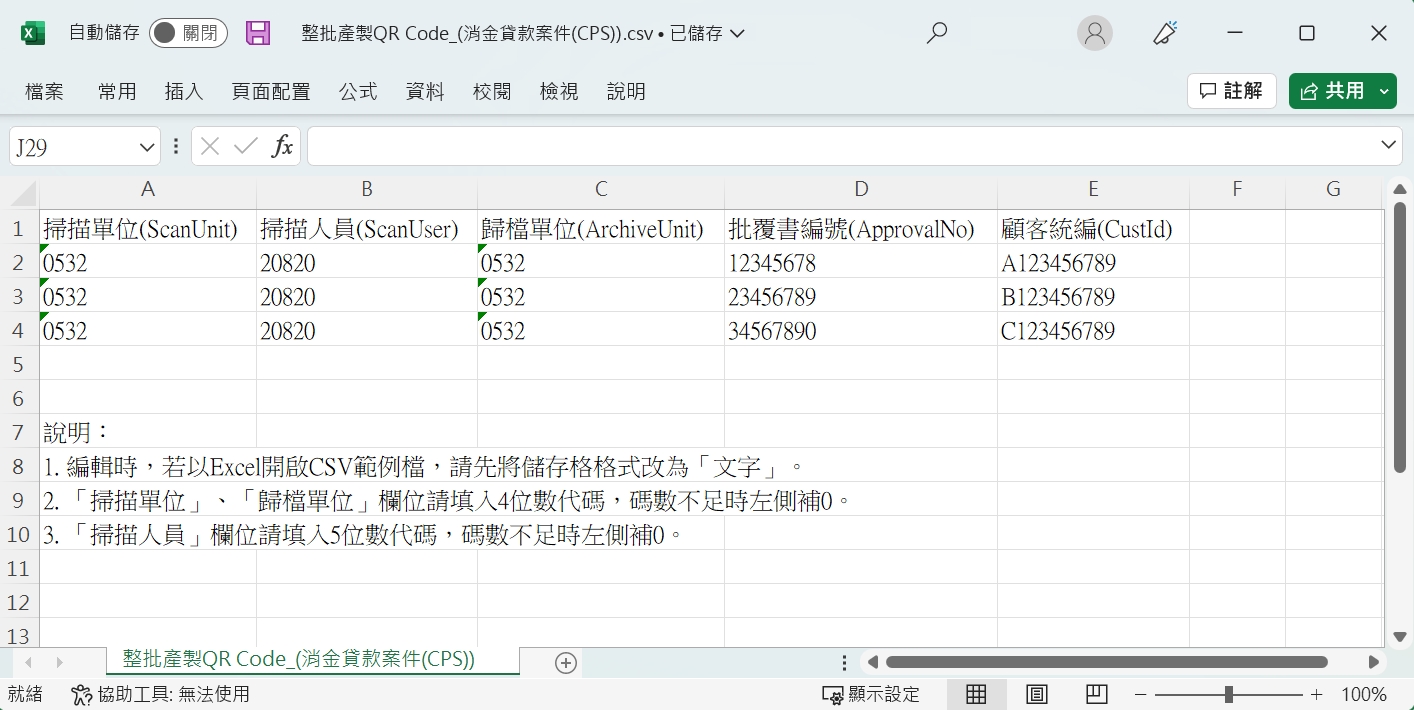 自動儲存 關閉 整批產製QR Code_(消金貸款案件(CPS)).csv • 已儲存
檔案 常用 插入 頁面配置 公式 資料 校閱 檢視 說明 註解 共用
J29 fx
A B C D E F G
1 掃描單位(ScanUnit) 掃描人員(ScanUser) 歸檔單位(ArchiveUnit) 批覆書編號(ApprovalNo) 顧客統編(CustId)
2 0532 20820 0532 12345678 A123456789
3 0532 20820 0532 23456789 B123456789
4 0532 20820 0532 34567890 C123456789
5
6
7 說明：
8 1. 編輯時，若以Excel開啟CSV範例檔，請先將儲存格格式改為「文字」。
9 2. 「掃描單位」、「歸檔單位」欄位請填入4位數代碼，碼數不足時左側補0。
10 3. 「掃描人員」欄位請填入5位數代碼，碼數不足時左側補0。
11
12
13
整批產製QR Code_(消金貸款案件(CPS))
就緒 協助工具: 無法使用 顯示設定 100%